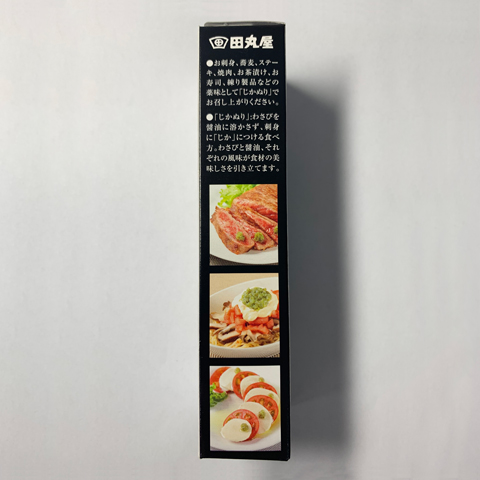 田丸屋
●お刺身、蕎麦、ステー
キ、焼肉、お茶漬け、お
寿司、練り製品などの
薬味として「じかぬり」で
お召し上がりください。
●「じかぬり」:わさびを
醤油に溶かさず、刺身
に「じか」につける食べ
方。わさびと醤油、それ
ぞれの風味が食材の美
味しさを引き立てます。